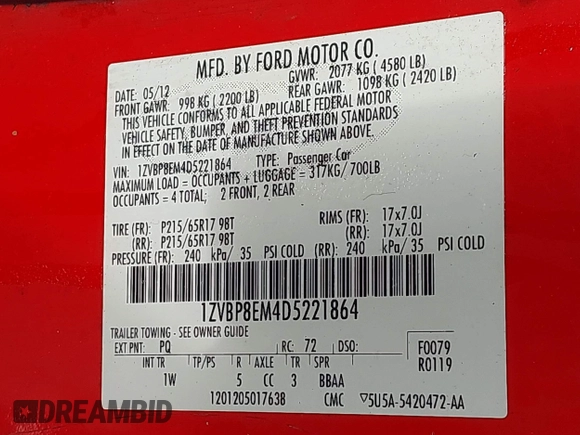 MFD. BY FORD MOTOR CO.
DATE: 05/12 GVWR: 2077 KG ( 4580 LB)
FRONT GAWR: 998 KG ( 2200 LB) REAR GAWR: 1098 KG ( 2420 LB)
THIS VEHICLE CONFORMS TO ALL APPLICABLE FEDERAL MOTOR
VEHICLE SAFETY, BUMPER, AND THEFT PREVENTION STANDARDS
IN EFFECT ON THE DATE OF MANUFACTURE SHOWN ABOVE.
VIN: 1ZVBP8EM4D5221864 TYPE: Passenger Car
MAXIMUM LOAD = OCCUPANTS + LUGGAGE = 317KG/700LB
OCCUPANTS = 4 TOTAL; 2 FRONT, 2 REAR
TIRE (FR): P215/65R17 98T RIMS (FR): 17x7.0J
(RR): P215/65R17 98T (RR): 17x7.0J
PRESSURE (FR): 240 kPa/ 35 PSI COLD (RR): 240 kPa/ 35 PSI COLD
1ZVBP8EM4D5221864
TRAILER TOWING - SEE OWNER GUIDE
EXT PNT: PQ RC: 72 DSO: F0079
INT TR TP/PS R AXLE TR SPR R0119
1W 5 CC 3 BBAA
1201205017638 CMC ▽5U5A-5420472-AA
DREAMBID